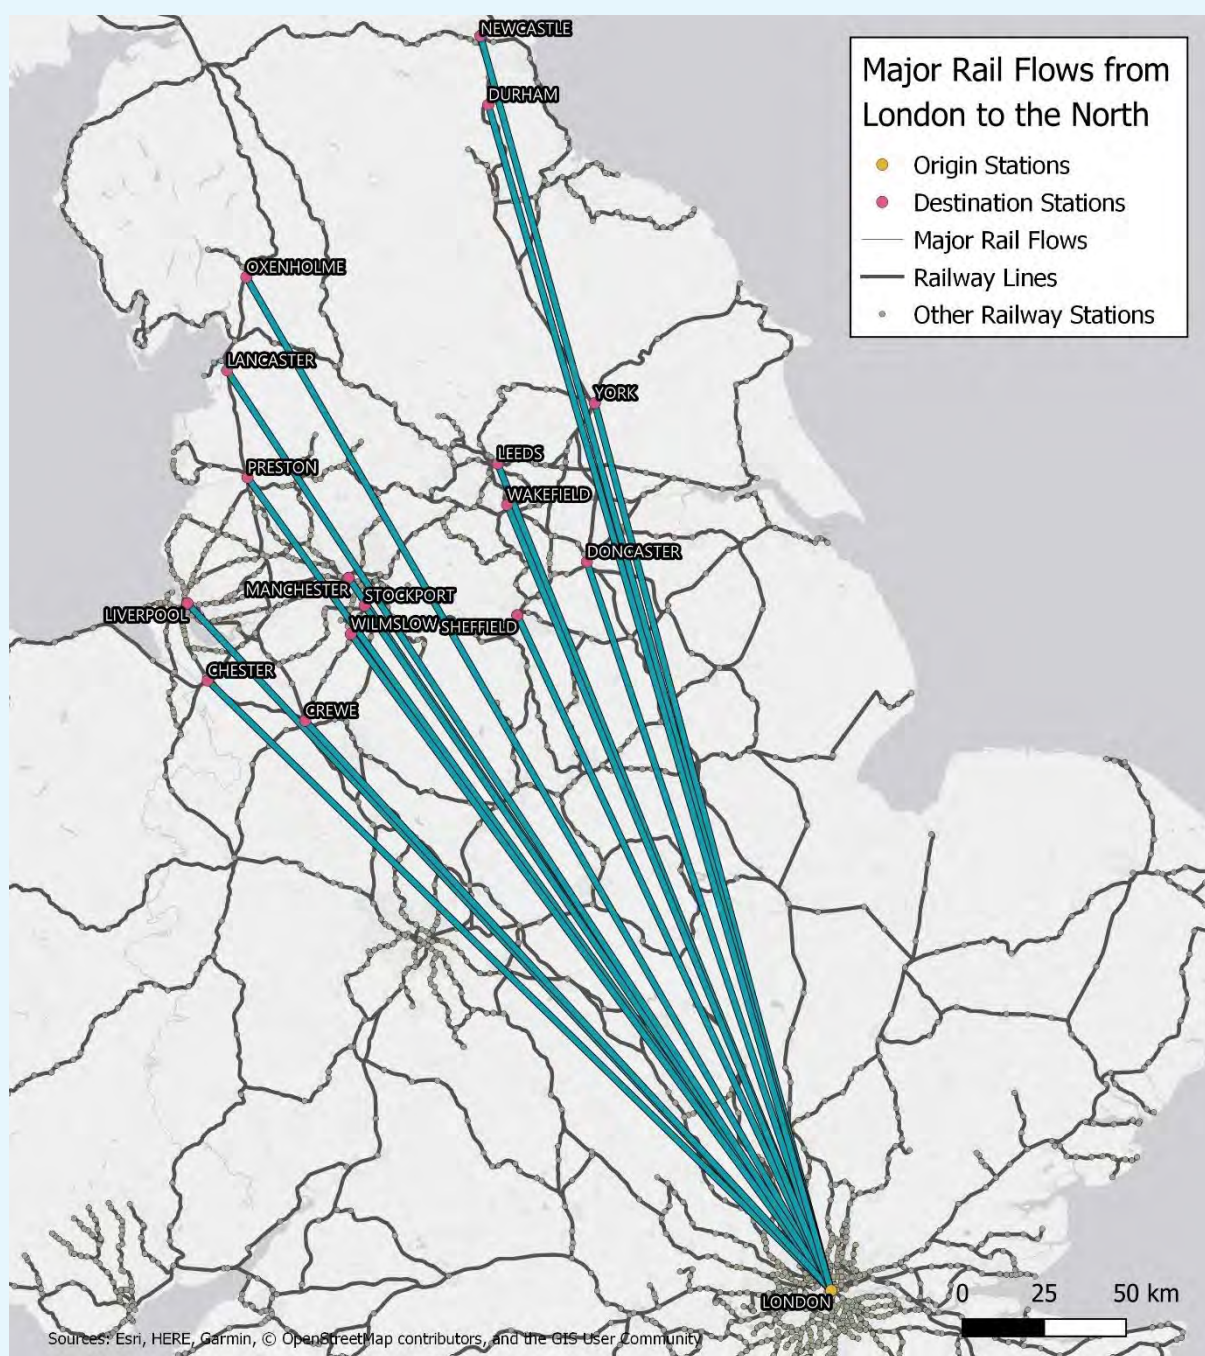 NEWCASTLE
Major Rail Flows from
London to the North
Origin Stations
Destination Stations
Major Rail Flows
Railway Lines
Other Railway Stations
DURHAM
OXENHOLME
LANCASTER
YORK
LEEDS
PRESTON
WAKEFIELD
DONCASTER
MANCHESTER
STOCKPORT
LIVERPOOL
WILMSLOW
SHEFFIELD
CHESTER
CREWE
LONDON
0 25 50 km
Sources: Esri, HERE, Garmin, © OpenStreetMap contributors, and the GIS User Community